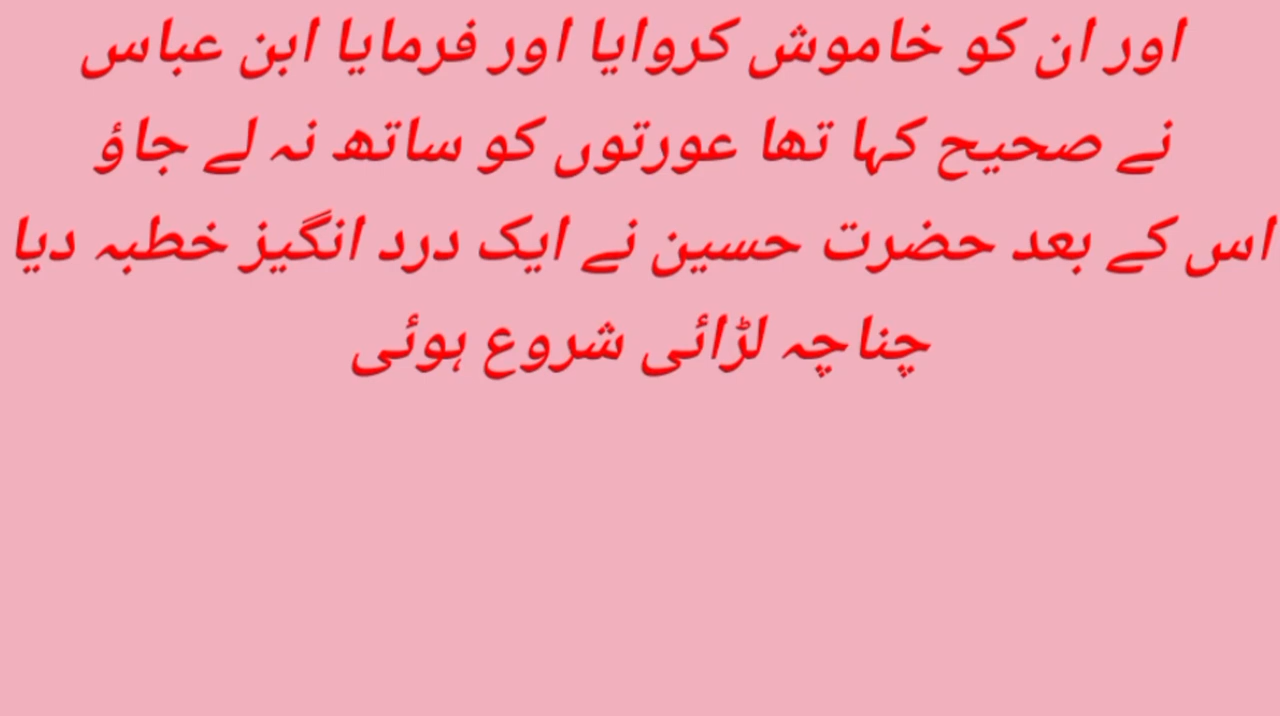 اور ان کو خاموش کروایا اور فرمایا ابن عباس
نے صحیح کہا تھا عورتوں کو ساتھ نہ لے جاؤ
اس کے بعد حضرت حسین نے ایک درد انگیز خطبہ دیا
چناچہ لڑائی شروع ہوئی